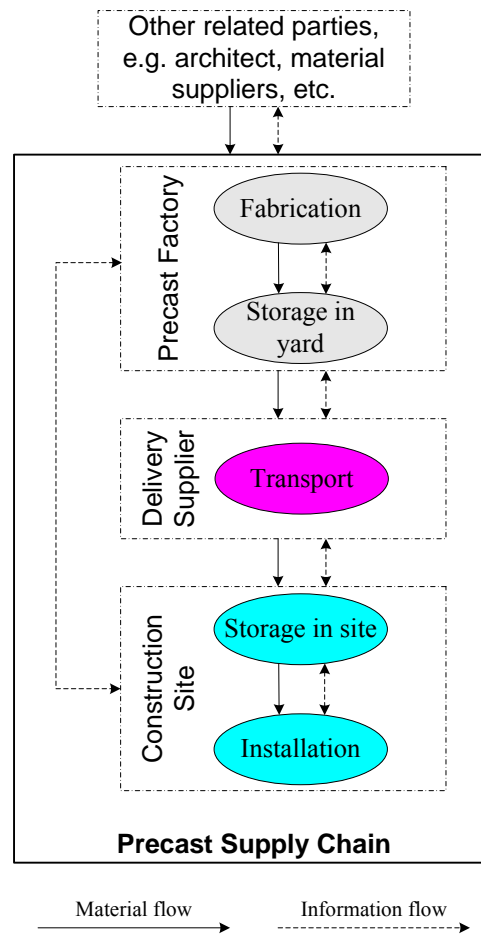 Other related parties,
e.g. architect, material
suppliers, etc.
Precast Factory
Fabrication
Storage in
yard
Delivery
Supplier
Transport
Construction
Site
Storage in site
Installation
Precast Supply Chain
Material flow
Information flow